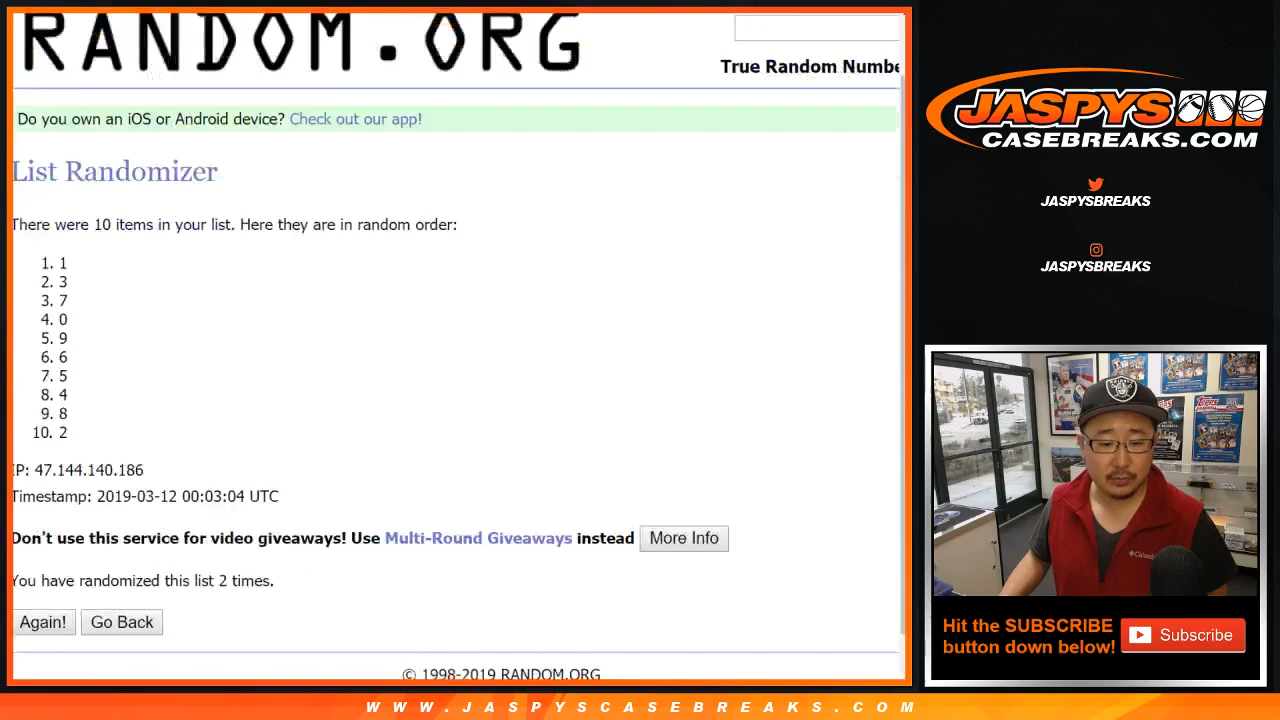 RANDOM.ORG
True Random Numbe
Do you own an iOS or Android device? Check out our app!
List Randomizer
There were 10 items in your list. Here they are in random order:
1. 1
2. 3
3. 7
4. 0
5. 9
6. 6
7. 5
8. 4
9. 8
10. 2
IP: 47.144.140.186
Timestamp: 2019-03-12 00:03:04 UTC
Don't use this service for video giveaways! Use Multi-Round Giveaways instead More Info
You have randomized this list 2 times.
Again! Go Back
© 1998-2019 RANDOM.ORG
JASPYS
CASEBREAKS.COM
JASPYSBREAKS
JASPYSBREAKS
Columbia
Hit the SUBSCRIBE
button down below!
Subscribe
WWW.JASPYSCASEBREAKS.COM